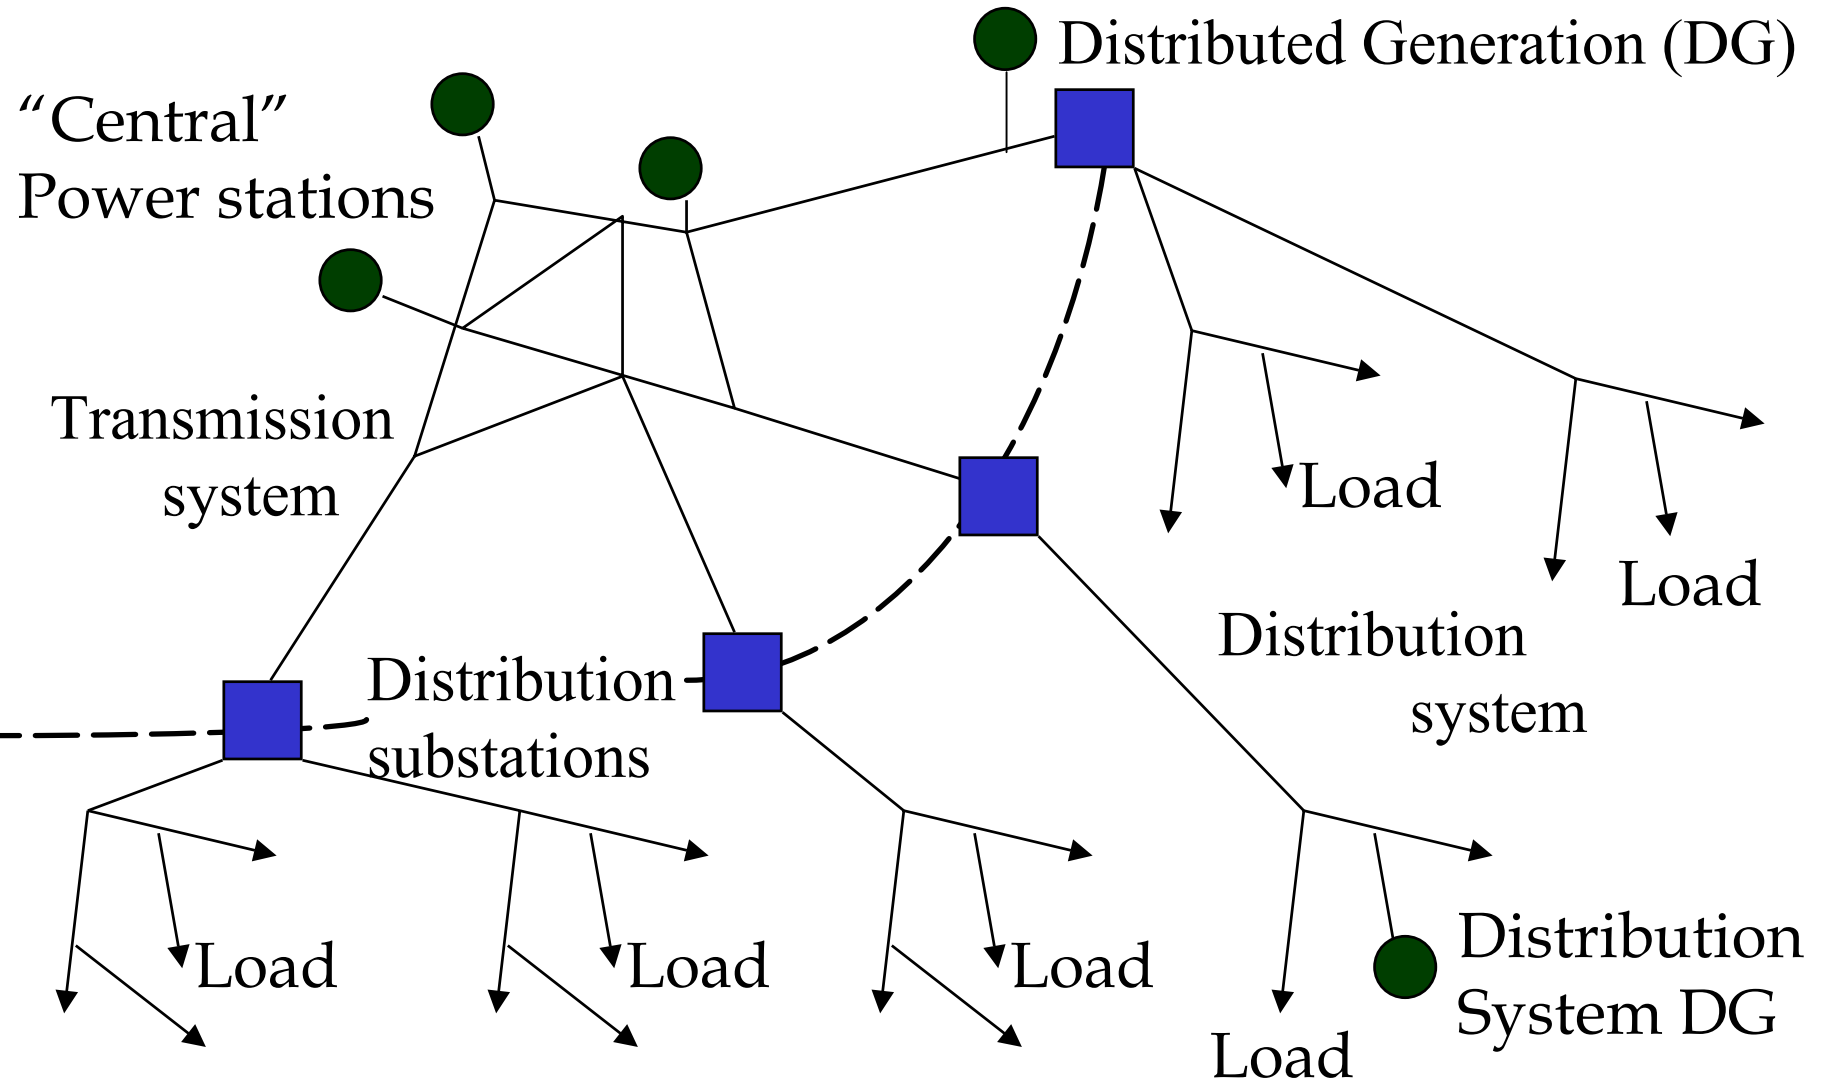 Distributed Generation (DG)
“Central”
Power stations
Transmission
system
Load
Load
Distribution
system
Distribution
substations
Load
Load
Load
Distribution
System DG
Load